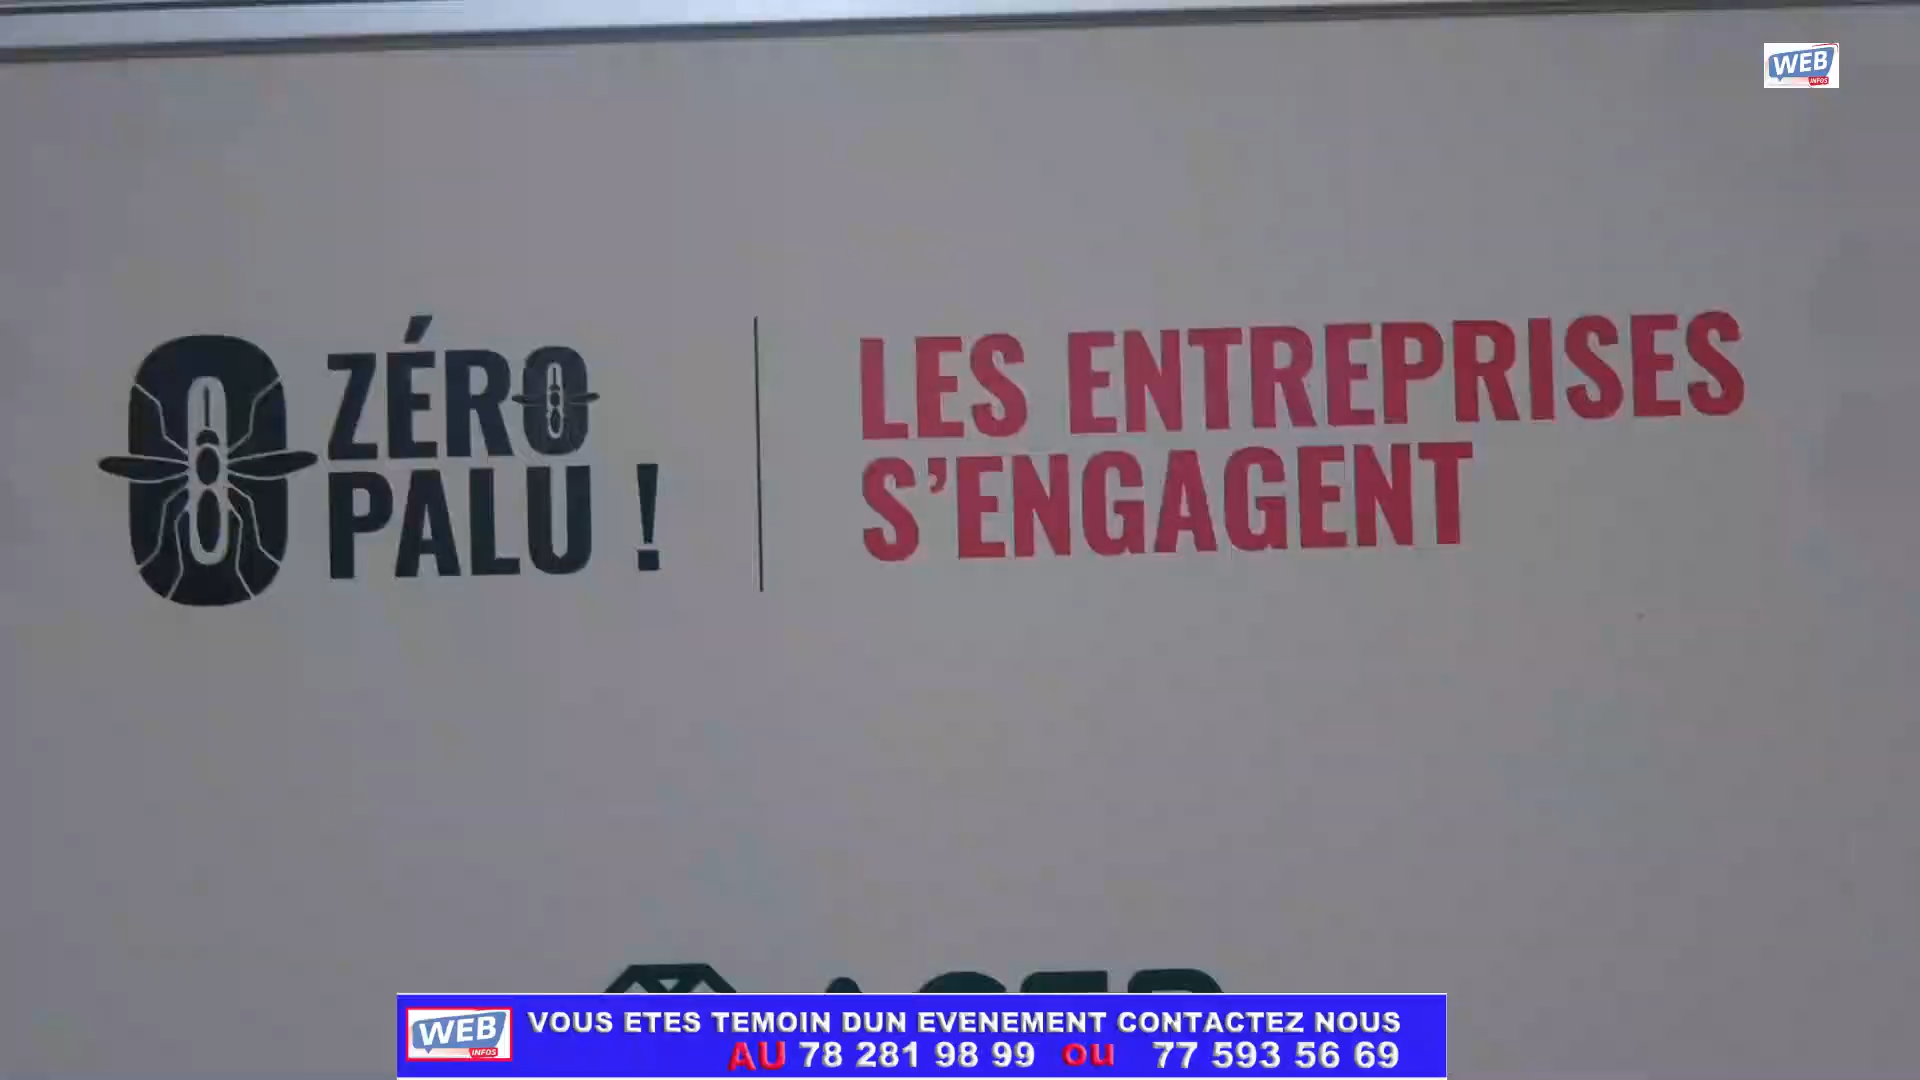 WEB
INFOS
ZÉRO
PALU !
LES ENTREPRISES
S'ENGAGENT
WEB
INFOS
VOUS ETES TEMOIN DUN EVENEMENT CONTACTEZ NOUS
AU 78 281 98 99 ou 77 593 56 69